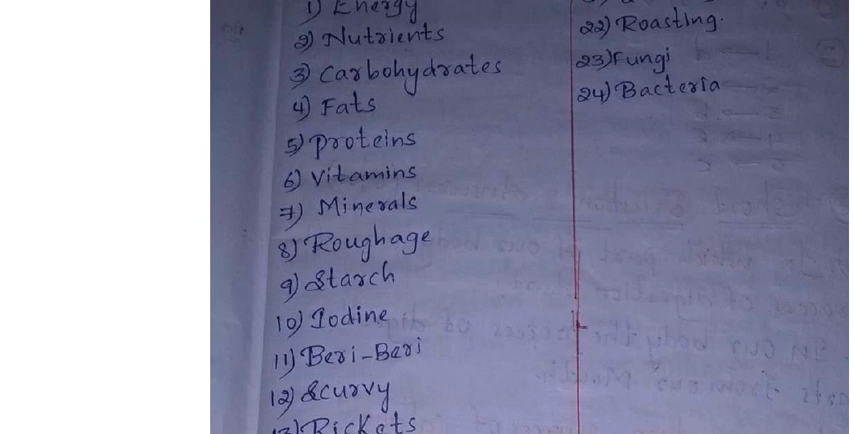 1) Energy
2) Nutrients
3) Carbohydrates
4) Fats
5) Proteins
6) Vitamins
7) Minerals
8) Roughage
9) Starch
10) Iodine
11) Beri-Beri
12) Scurvy
13) Rickets
22) Roasting.
23) Fungi
24) Bacteria